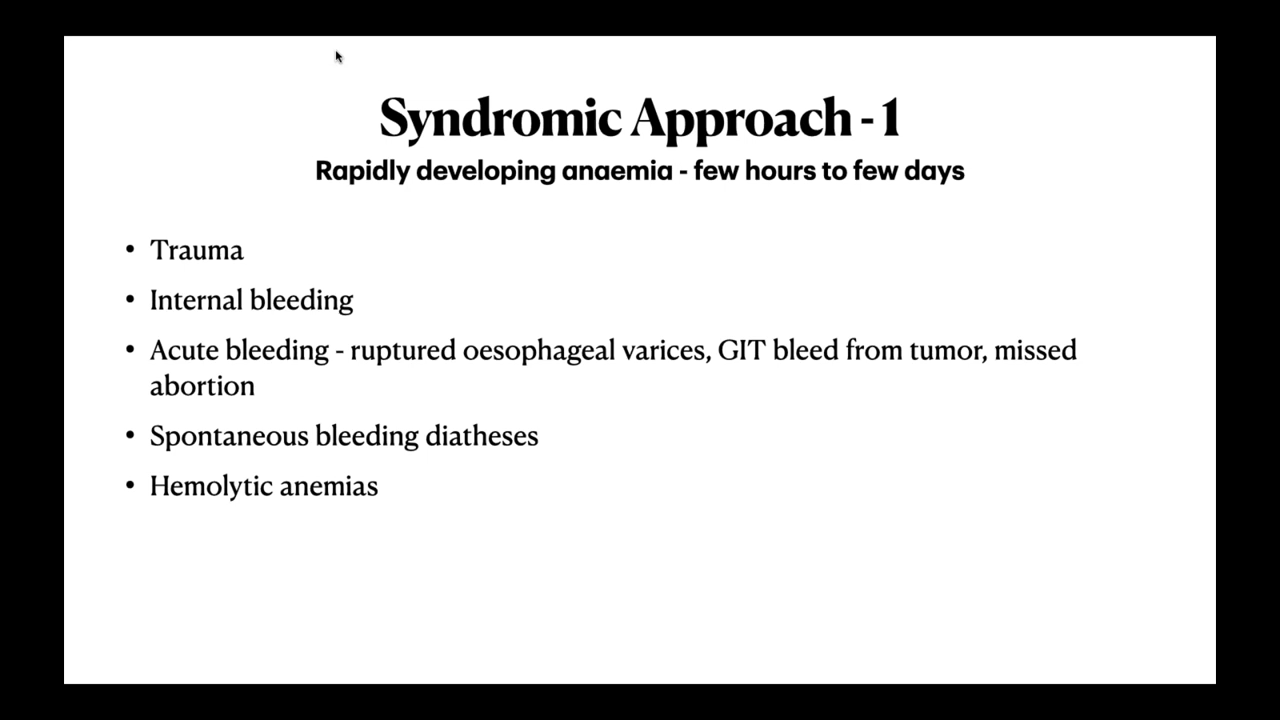 Syndromic Approach - 1
Rapidly developing anaemia - few hours to few days
• Trauma
• Internal bleeding
• Acute bleeding - ruptured oesophageal varices, GIT bleed from tumor, missed
abortion
• Spontaneous bleeding diatheses
• Hemolytic anemias